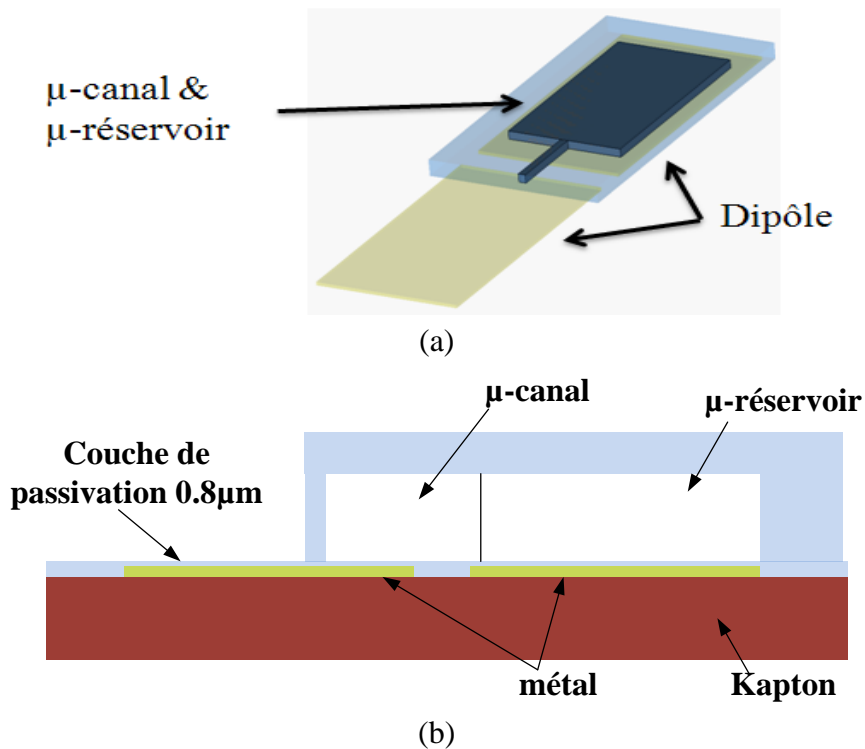 µ-canal &
µ-réservoir
Dipôle
(a)
µ-canal
µ-réservoir
Couche de
passivation 0.8µm
métal
Kapton
(b)